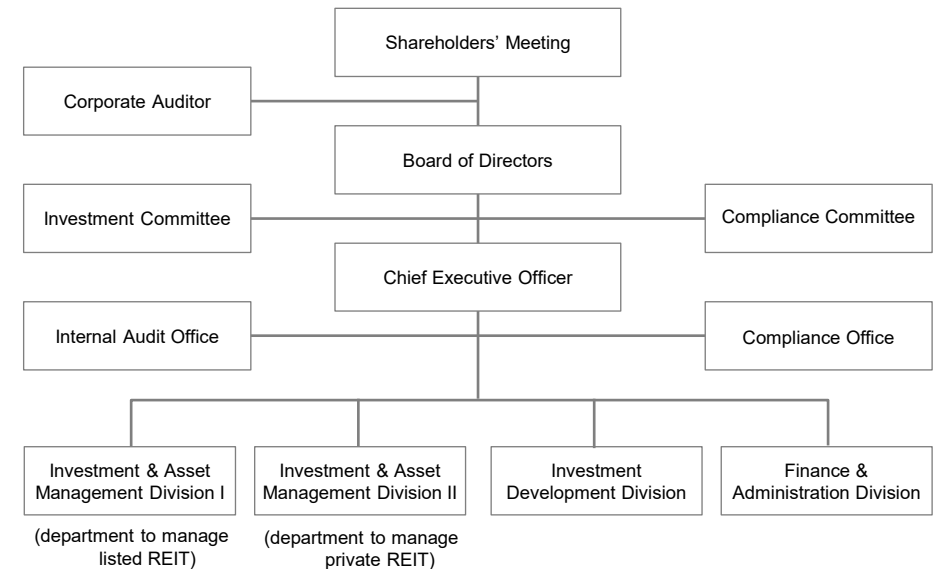 Shareholders’ Meeting
Corporate Auditor
Board of Directors
Investment Committee
Compliance Committee
Chief Executive Officer
Internal Audit Office
Compliance Office
Investment & Asset
Management Division I
(department to manage
listed REIT)
Investment & Asset
Management Division II
(department to manage
private REIT)
Investment
Development Division
Finance &
Administration Division